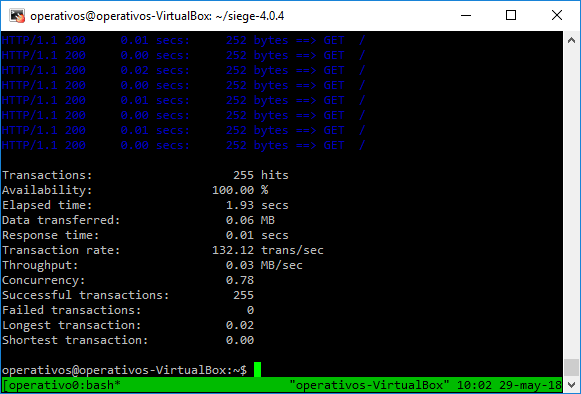 operativos@operativos-VirtualBox: ~/siege-4.0.4
HTTP/1.1 200 0.01 secs: 252 bytes ==> GET /
HTTP/1.1 200 0.00 secs: 252 bytes ==> GET /
HTTP/1.1 200 0.02 secs: 252 bytes ==> GET /
HTTP/1.1 200 0.00 secs: 252 bytes ==> GET /
HTTP/1.1 200 0.01 secs: 252 bytes ==> GET /
HTTP/1.1 200 0.00 secs: 252 bytes ==> GET /
HTTP/1.1 200 0.01 secs: 252 bytes ==> GET /
HTTP/1.1 200 0.00 secs: 252 bytes ==> GET /
Transactions: 255 hits
Availability: 100.00 %
Elapsed time: 1.93 secs
Data transferred: 0.06 MB
Response time: 0.01 secs
Transaction rate: 132.12 trans/sec
Throughput: 0.03 MB/sec
Concurrency: 0.78
Successful transactions: 255
Failed transactions: 0
Longest transaction: 0.02
Shortest transaction: 0.00
operativos@operativos-VirtualBox:~$
[operativo0:bash* "operativos-VirtualBox" 10:02 29-may-18